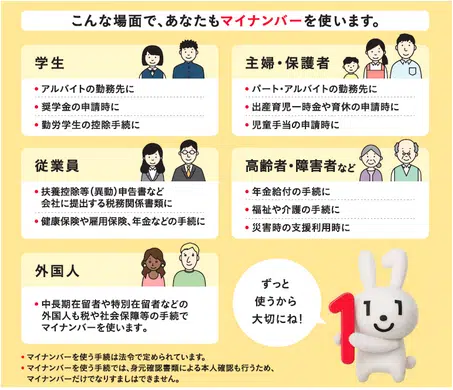 こんな場面で、あなたもマイナンバーを使います。
学生
• アルバイトの勤務先に
• 奨学金の申請時に
• 勤労学生の控除手続に
主婦・保護者
• パート・アルバイトの勤務先に
• 出産育児一時金や育休の申請時に
• 児童手当の申請時に
従業員
• 扶養控除等(異動)申告書など
会社に提出する税務関係書類に
• 健康保険や雇用保険、年金などの手続に
高齢者・障害者など
• 年金給付の手続に
• 福祉や介護の手続に
• 災害時の支援利用時に
外国人
• 中長期在留者や特別在留者などの
外国人も税や社会保障等の手続で
マイナンバーを使います。
ずっと
使うから
大切にね!
1
• マイナンバーを使う手続は法令で定められています。
• マイナンバーを使う手続では、身元確認書類による本人確認も行うため、
マイナンバーだけでなりすましはできません。